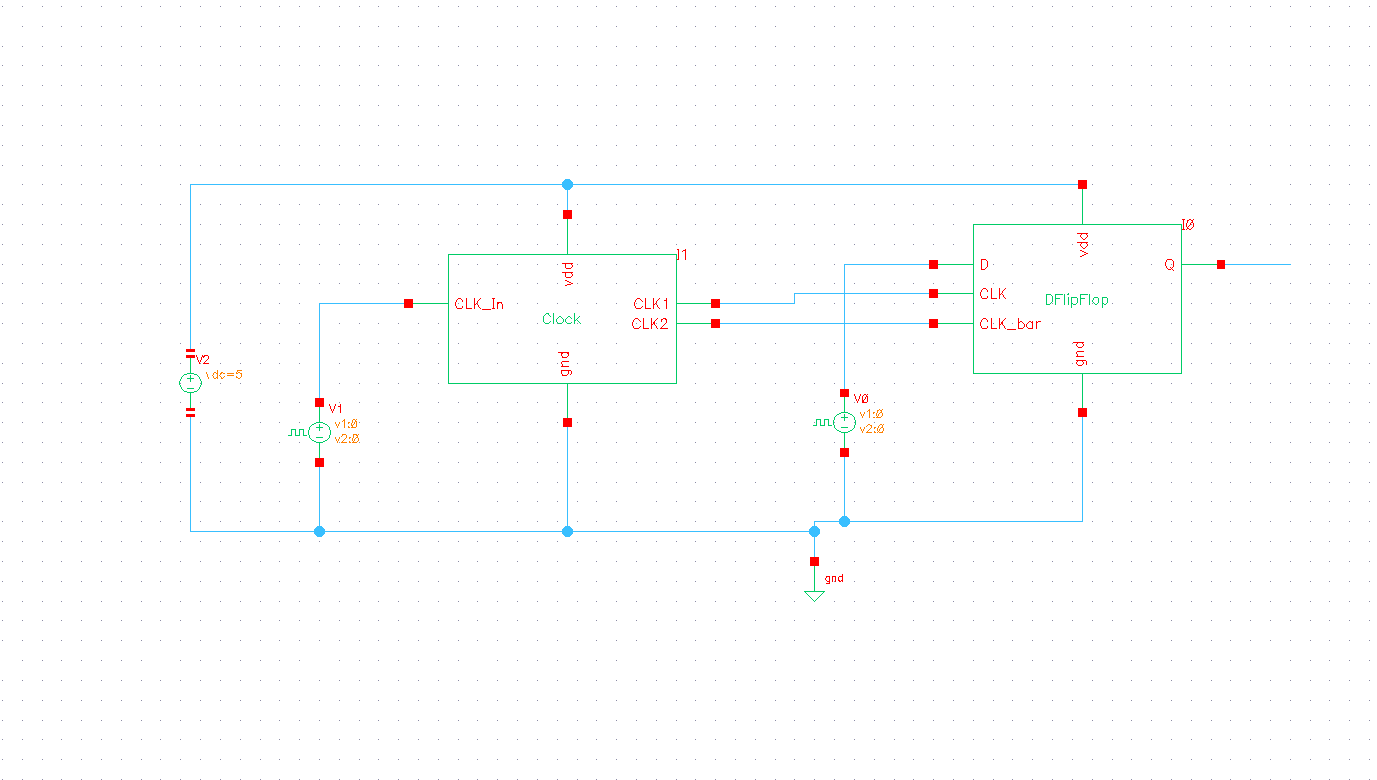 I0
vdd
I1
D
Q
vdd
CLK
DFlipFlop
CLK_In
CLK1
Clock
CLK2
CLK_bar
gnd
gnd
V2
vdc=5
V1
v1:0
v2:0
V0
v1:0
v2:0
gnd